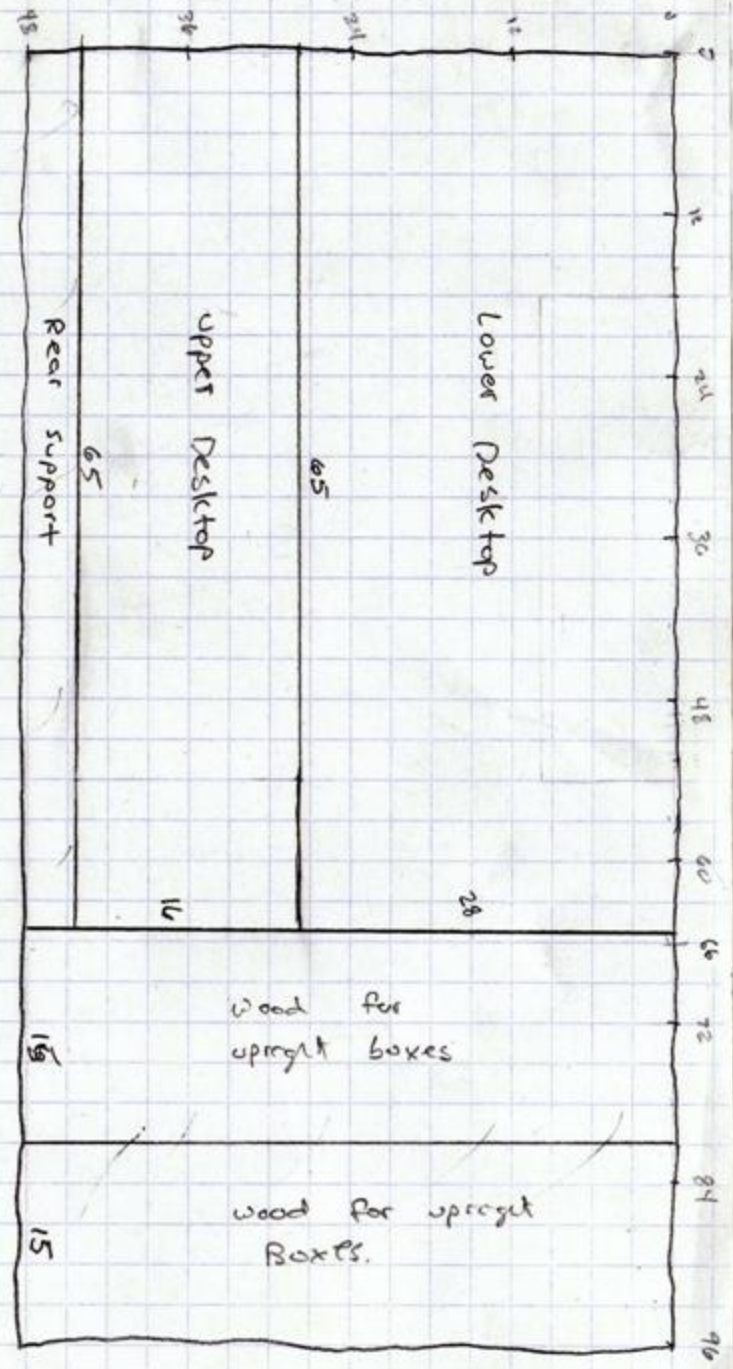 48 36 24 12 0
0
12
24
36
48
60
66
72
84
96
Lower Desktop
65
28
upper Desktop
65
16
Rear Support
wood for
upright boxes
15
wood for upright
Boxes.
15